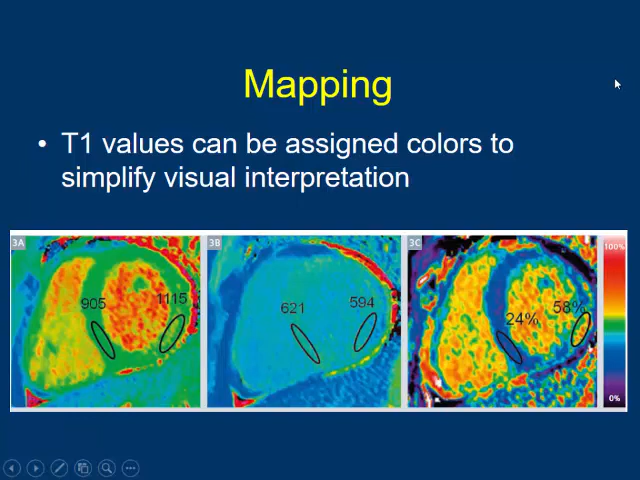 Mapping
• T1 values can be assigned colors to
simplify visual interpretation
3A
905
1115
3B
621
594
3C
24%
58%
100%
0%